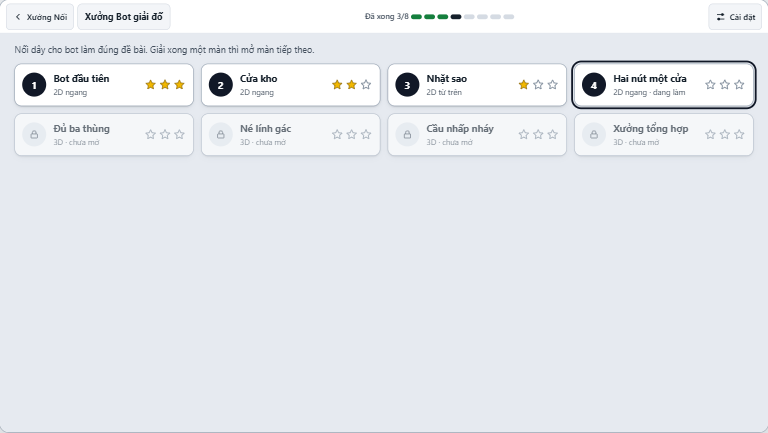 Xưởng Nối
Xưởng Bot giải đố
Đã xong 3/8
Cài đặt
Nối dây cho bot làm đúng đề bài. Giải xong một màn thì mở màn tiếp theo.
1
Bot đầu tiên
2D ngang
2
Cửa kho
2D ngang
3
Nhặt sao
2D từ trên
4
Hai nút một cửa
2D ngang · đang làm
Đủ ba thùng
3D · chưa mở
Né lính gác
3D · chưa mở
Cầu nhấp nháy
3D · chưa mở
Xưởng tổng hợp
3D · chưa mở